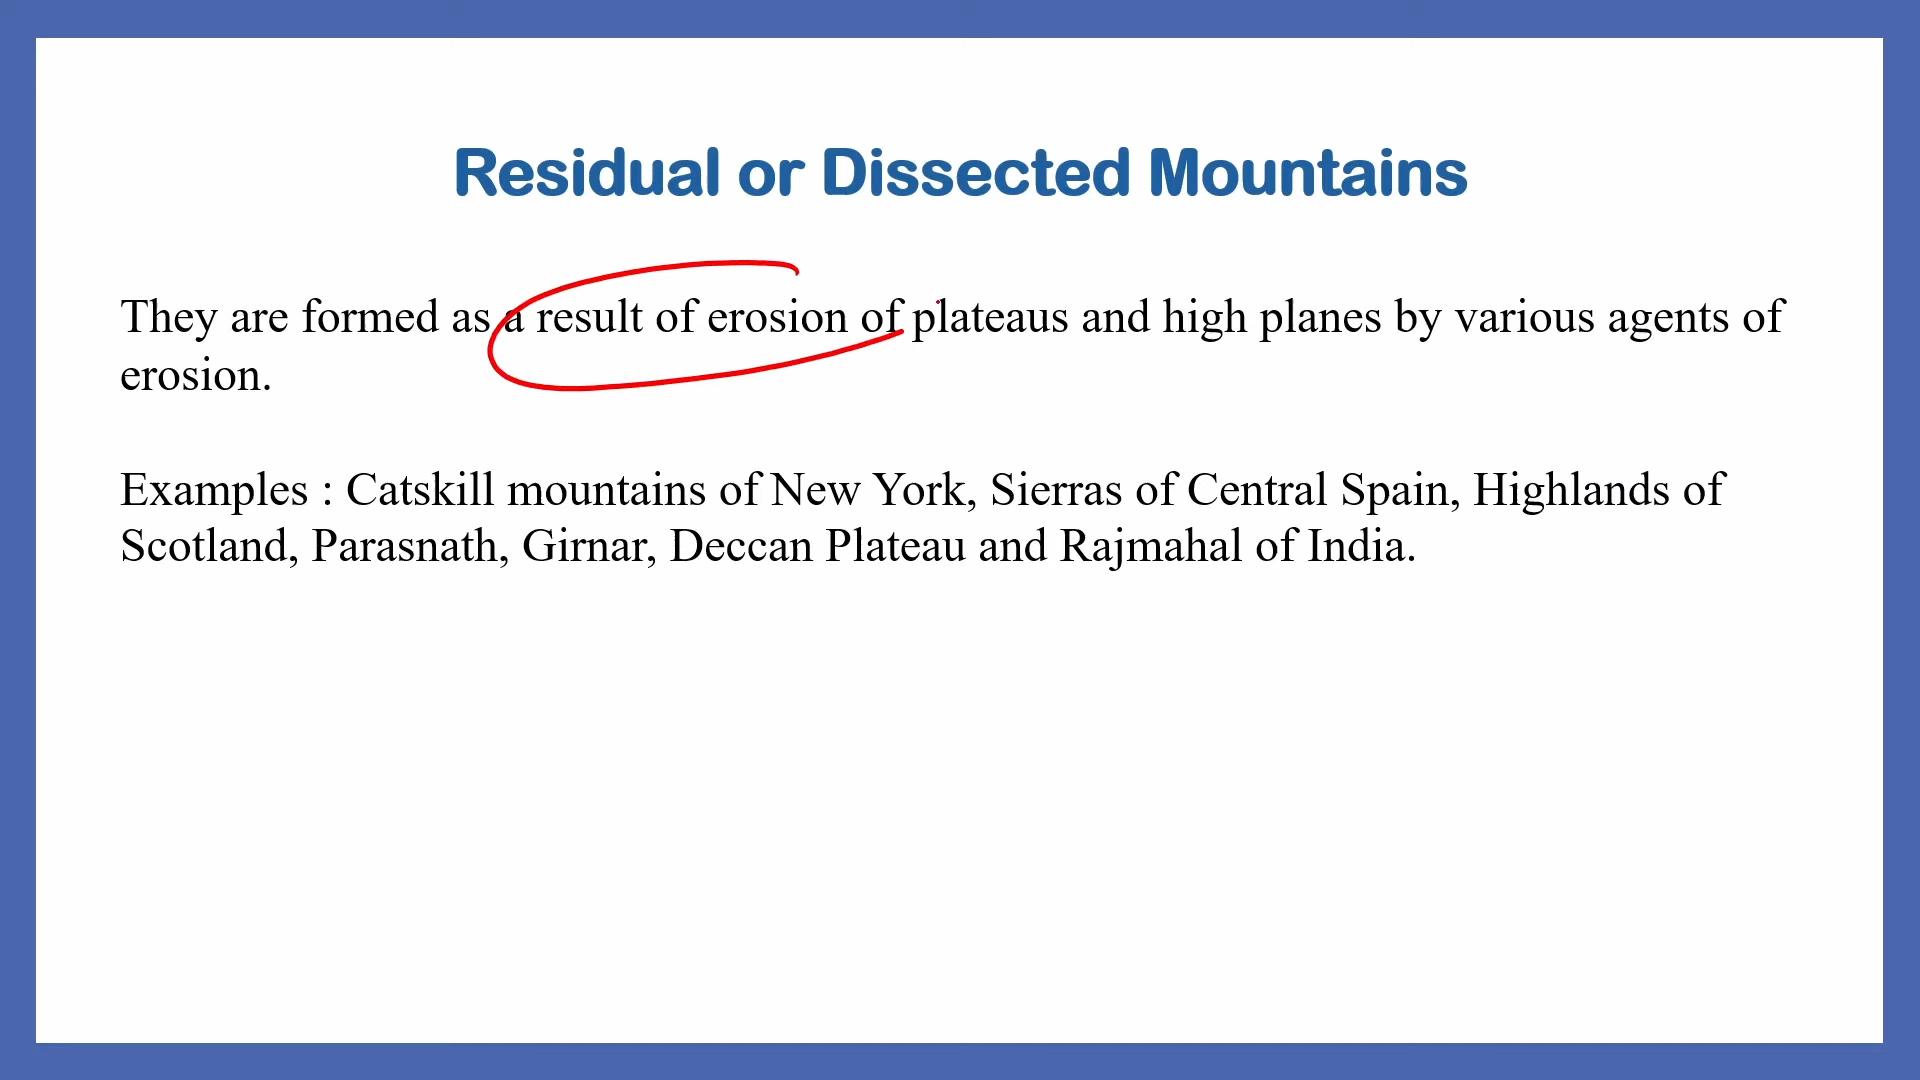 Residual or Dissected Mountains
They are formed as a result of erosion of plateaus and high planes by various agents of
erosion.
Examples : Catskill mountains of New York, Sierras of Central Spain, Highlands of
Scotland, Parasnath, Girnar, Deccan Plateau and Rajmahal of India.